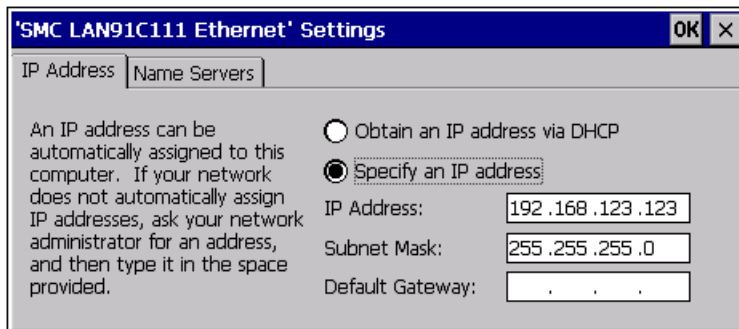 'SMC LAN91C111 Ethernet' Settings OK ×
IP Address Name Servers
An IP address can be
automatically assigned to this
computer. If your network
does not automatically assign
IP addresses, ask your network
administrator for an address,
and then type it in the space
provided.
Obtain an IP address via DHCP
Specify an IP address
IP Address: 192 .168 .123 .123
Subnet Mask: 255 .255 .255 .0
Default Gateway: . . .